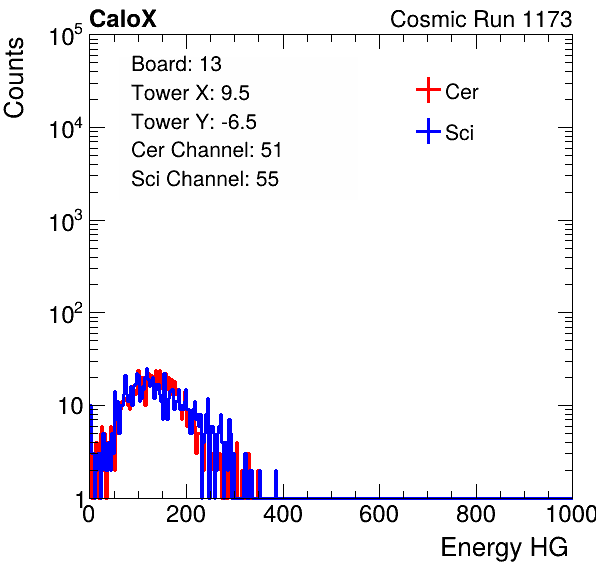 CaloX Cosmic Run 1173
Counts
10^5
10^4
10^3
10^2
10
1
Board: 13
Tower X: 9.5
Tower Y: -6.5
Cer Channel: 51
Sci Channel: 55
Cer
Sci
0 200 400 600 800 1000
Energy HG